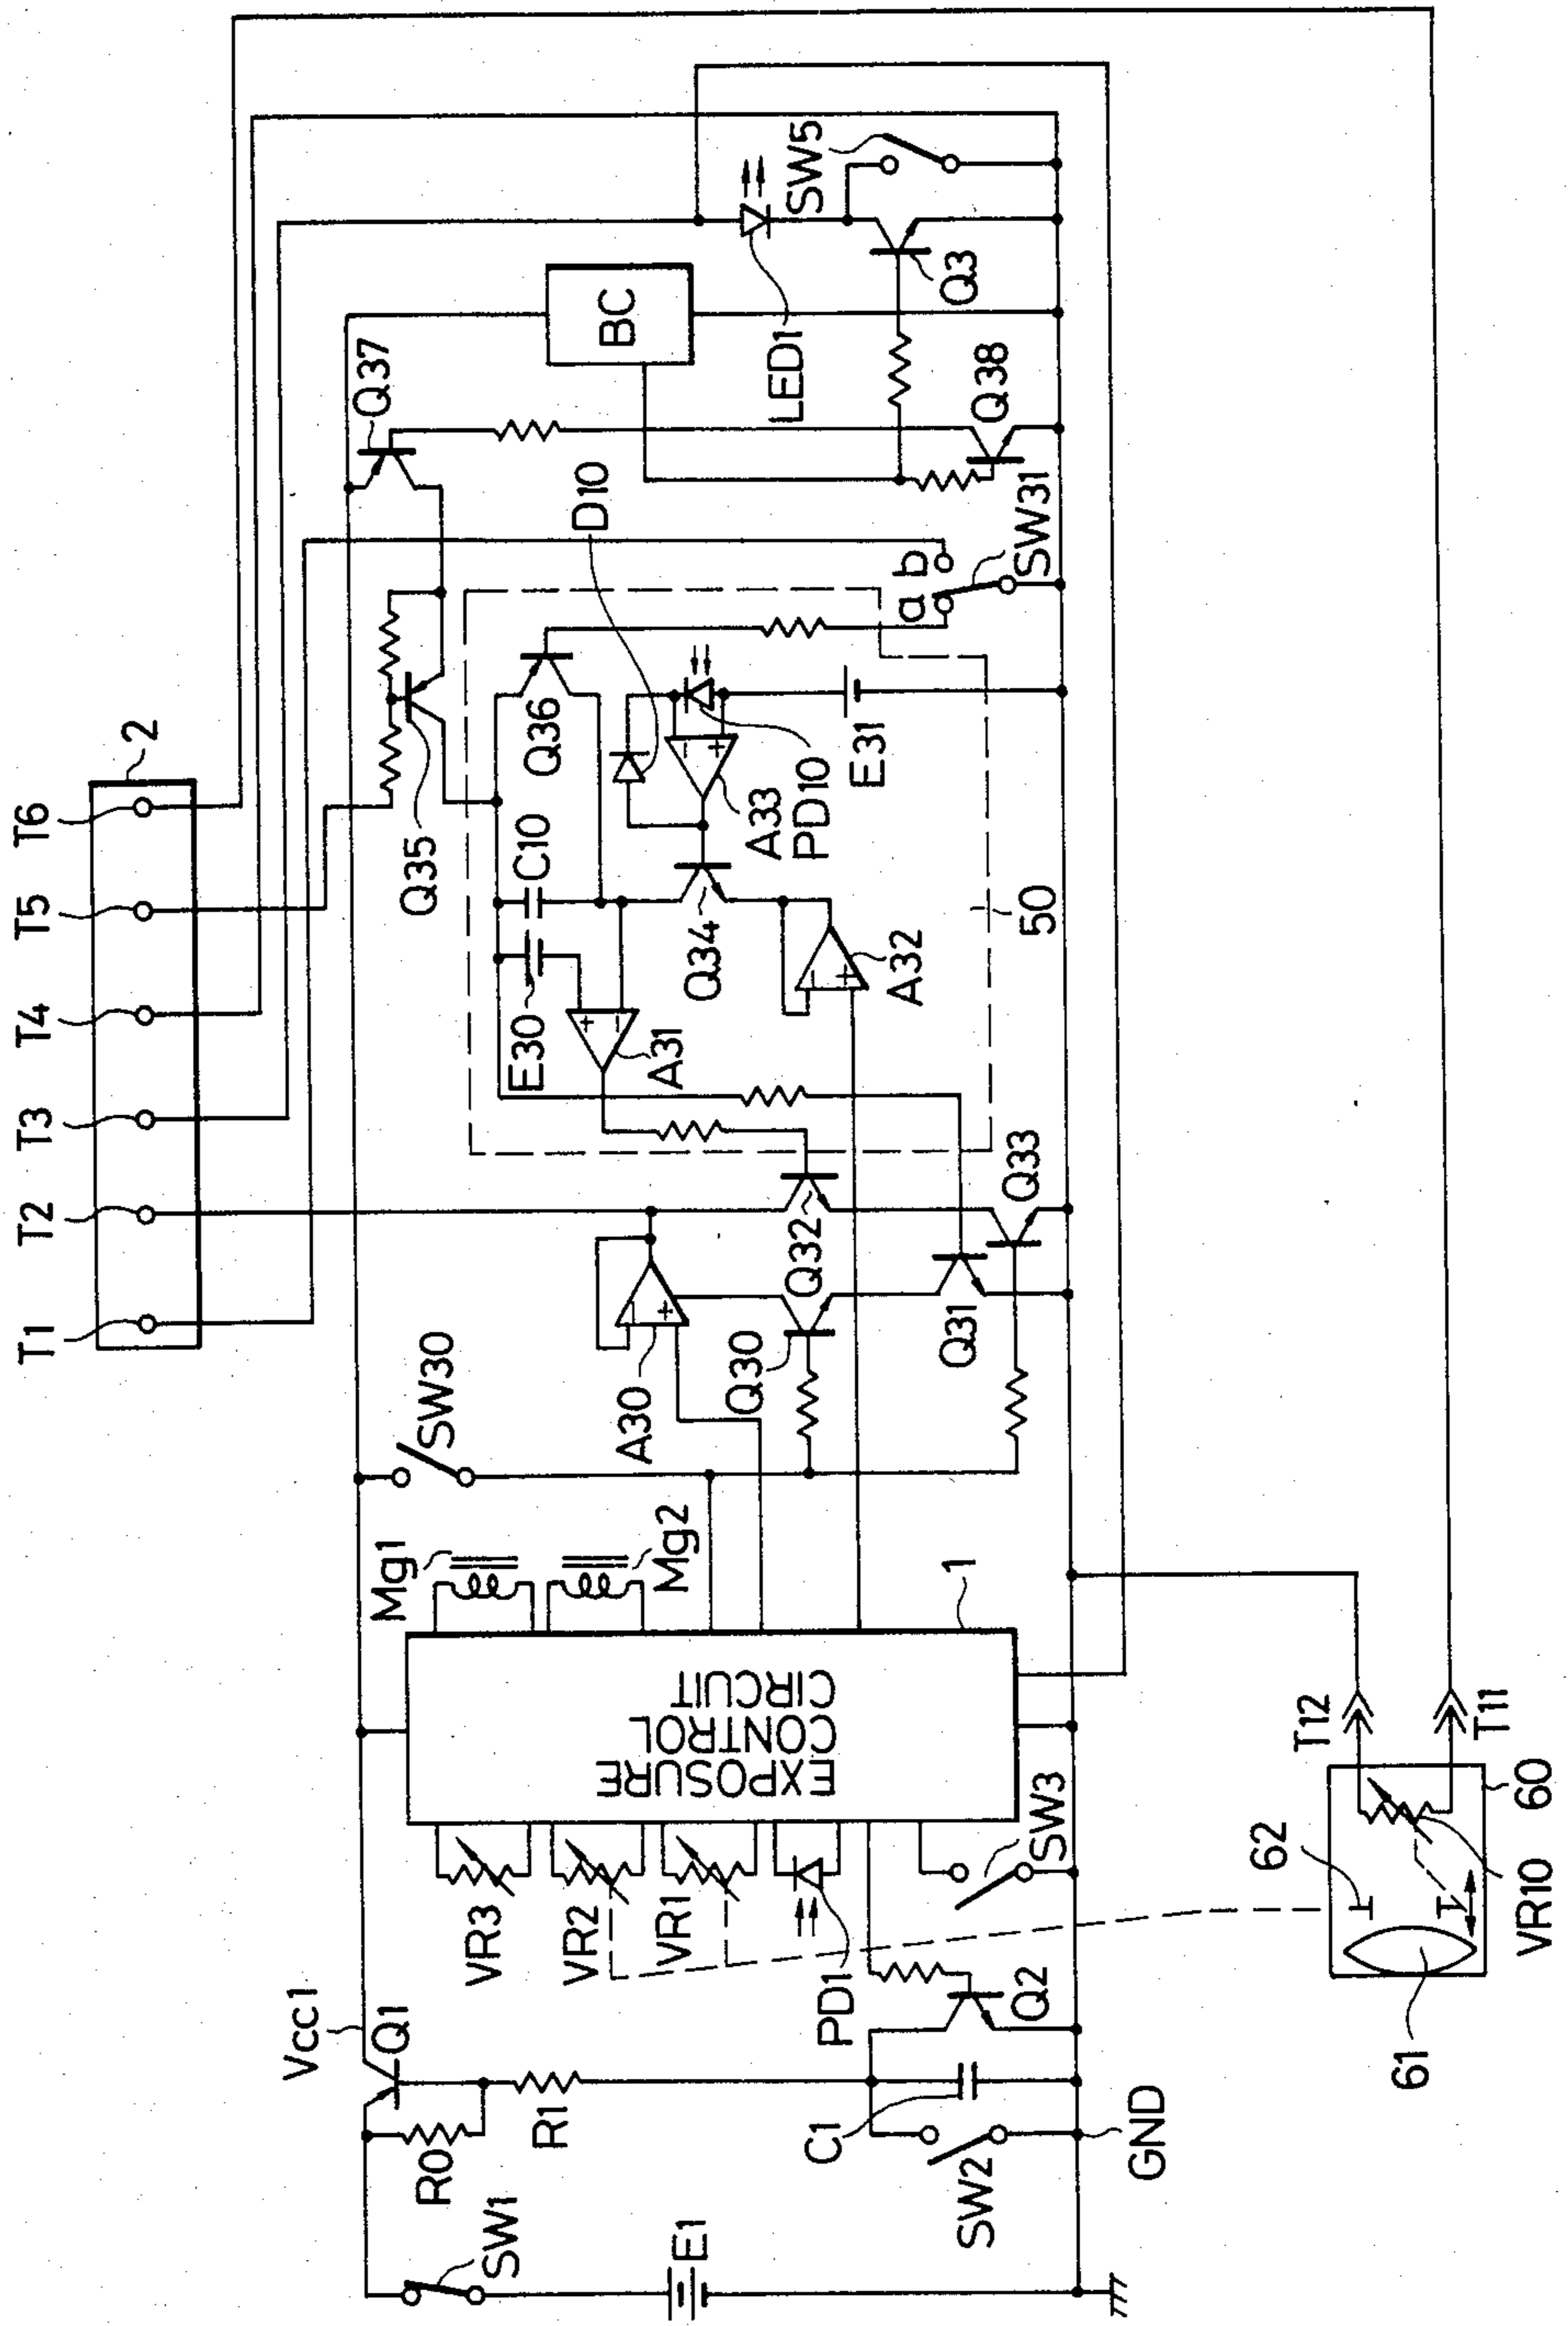 T1
T2
T3
T4
T5
T6
2
Vcc1
Q1
R0
R1
SW1
E1
SW2
C1
GND
Q2
PD1
VR3
VR2
VR1
SW3
EXPOSURE
CONTROL
CIRCUIT
1
Mg1
Mg2
SW30
A30
Q30
Q31
Q32
Q33
E30
A31
C10
Q34
A32
50
Q35
Q36
A33
PD10
E31
D10
a
b
SW31
Q37
Q38
BC
LED1
Q3
SW5
T12
T11
60
62
VR10
61
+
−
+
−
+
−
+
−